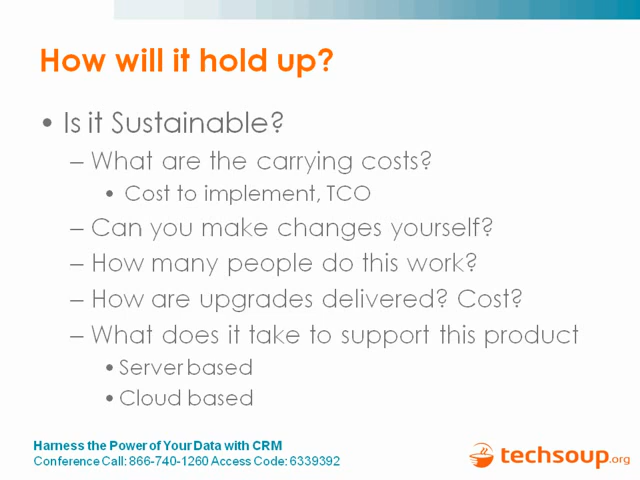 How will it hold up?
• Is it Sustainable?
– What are the carrying costs?
• Cost to implement, TCO
– Can you make changes yourself?
– How many people do this work?
– How are upgrades delivered? Cost?
– What does it take to support this product
• Server based
• Cloud based
Harness the Power of Your Data with CRM
Conference Call: 866-740-1260 Access Code: 6339392
techsoup.org